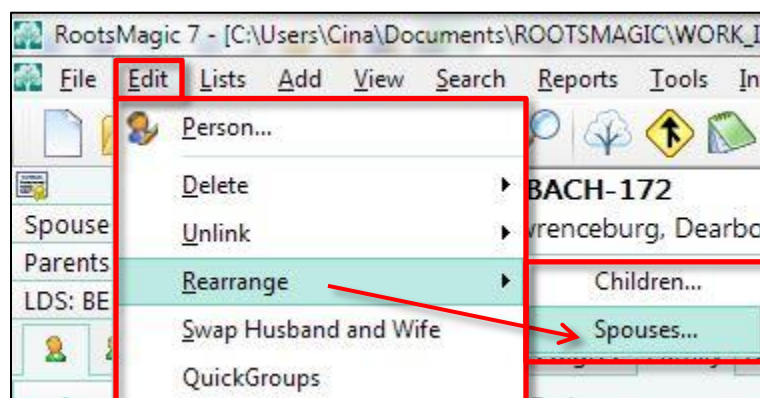 RootsMagic 7 - [C:\Users\Cina\Documents\ROOTSMAGIC\WORK_I
File Edit Lists Add View Search Reports Tools In
Person...
Delete
BACH-172
Spouse
Unlink
wrenceburg, Dearbo
Parents
Rearrange
Children...
LDS: BE
Swap Husband and Wife
Spouses...
QuickGroups